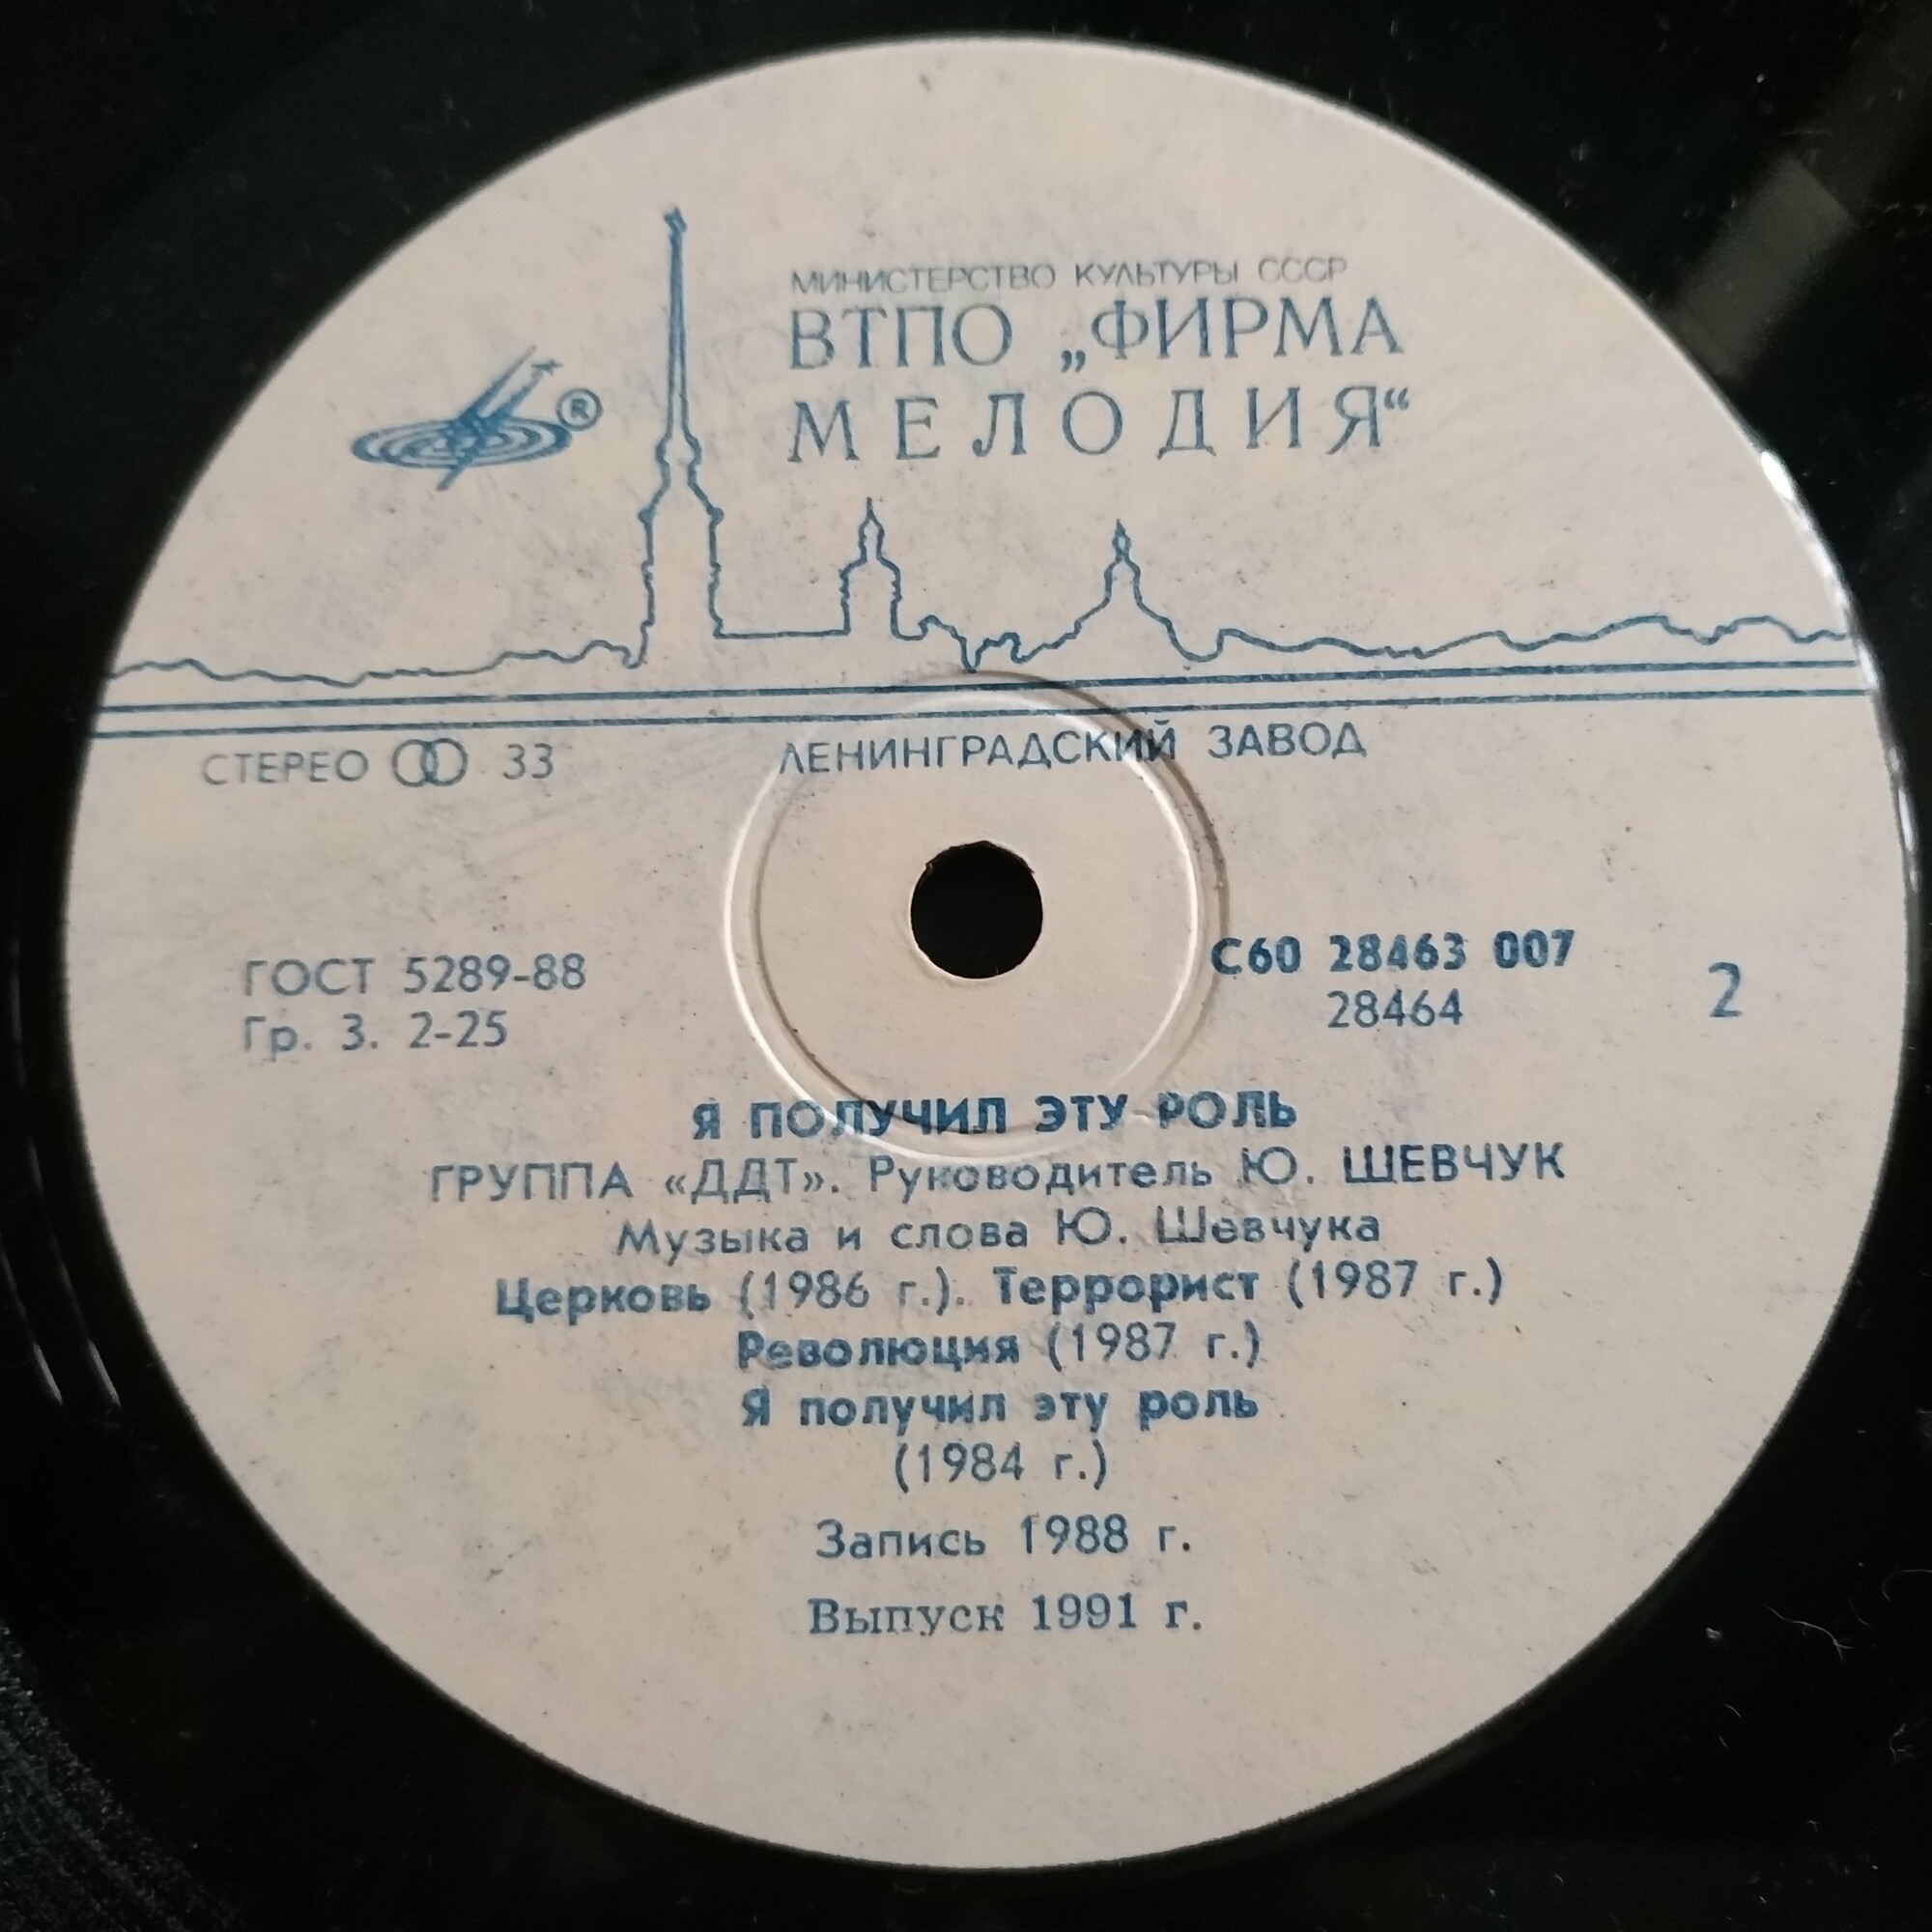 МИНИСТЕРСТВО КУЛЬТУРЫ СССР
ВТПО „ФИРМА
МЕЛОДИЯ“
®
СТЕРЕО 33
ЛЕНИНГРАДСКИЙ ЗАВОД
ГОСТ 5289-88
Гр. 3. 2-25
С60 28463 007
28464
2
Я ПОЛУЧИЛ ЭТУ РОЛЬ
ГРУППА «ДДТ». Руководитель Ю. ШЕВЧУК
Музыка и слова Ю. Шевчука
Церковь (1986 г.). Террорист (1987 г.)
Революция (1987 г.)
Я получил эту роль
(1984 г.)
Запись 1988 г.
Выпуск 1991 г.